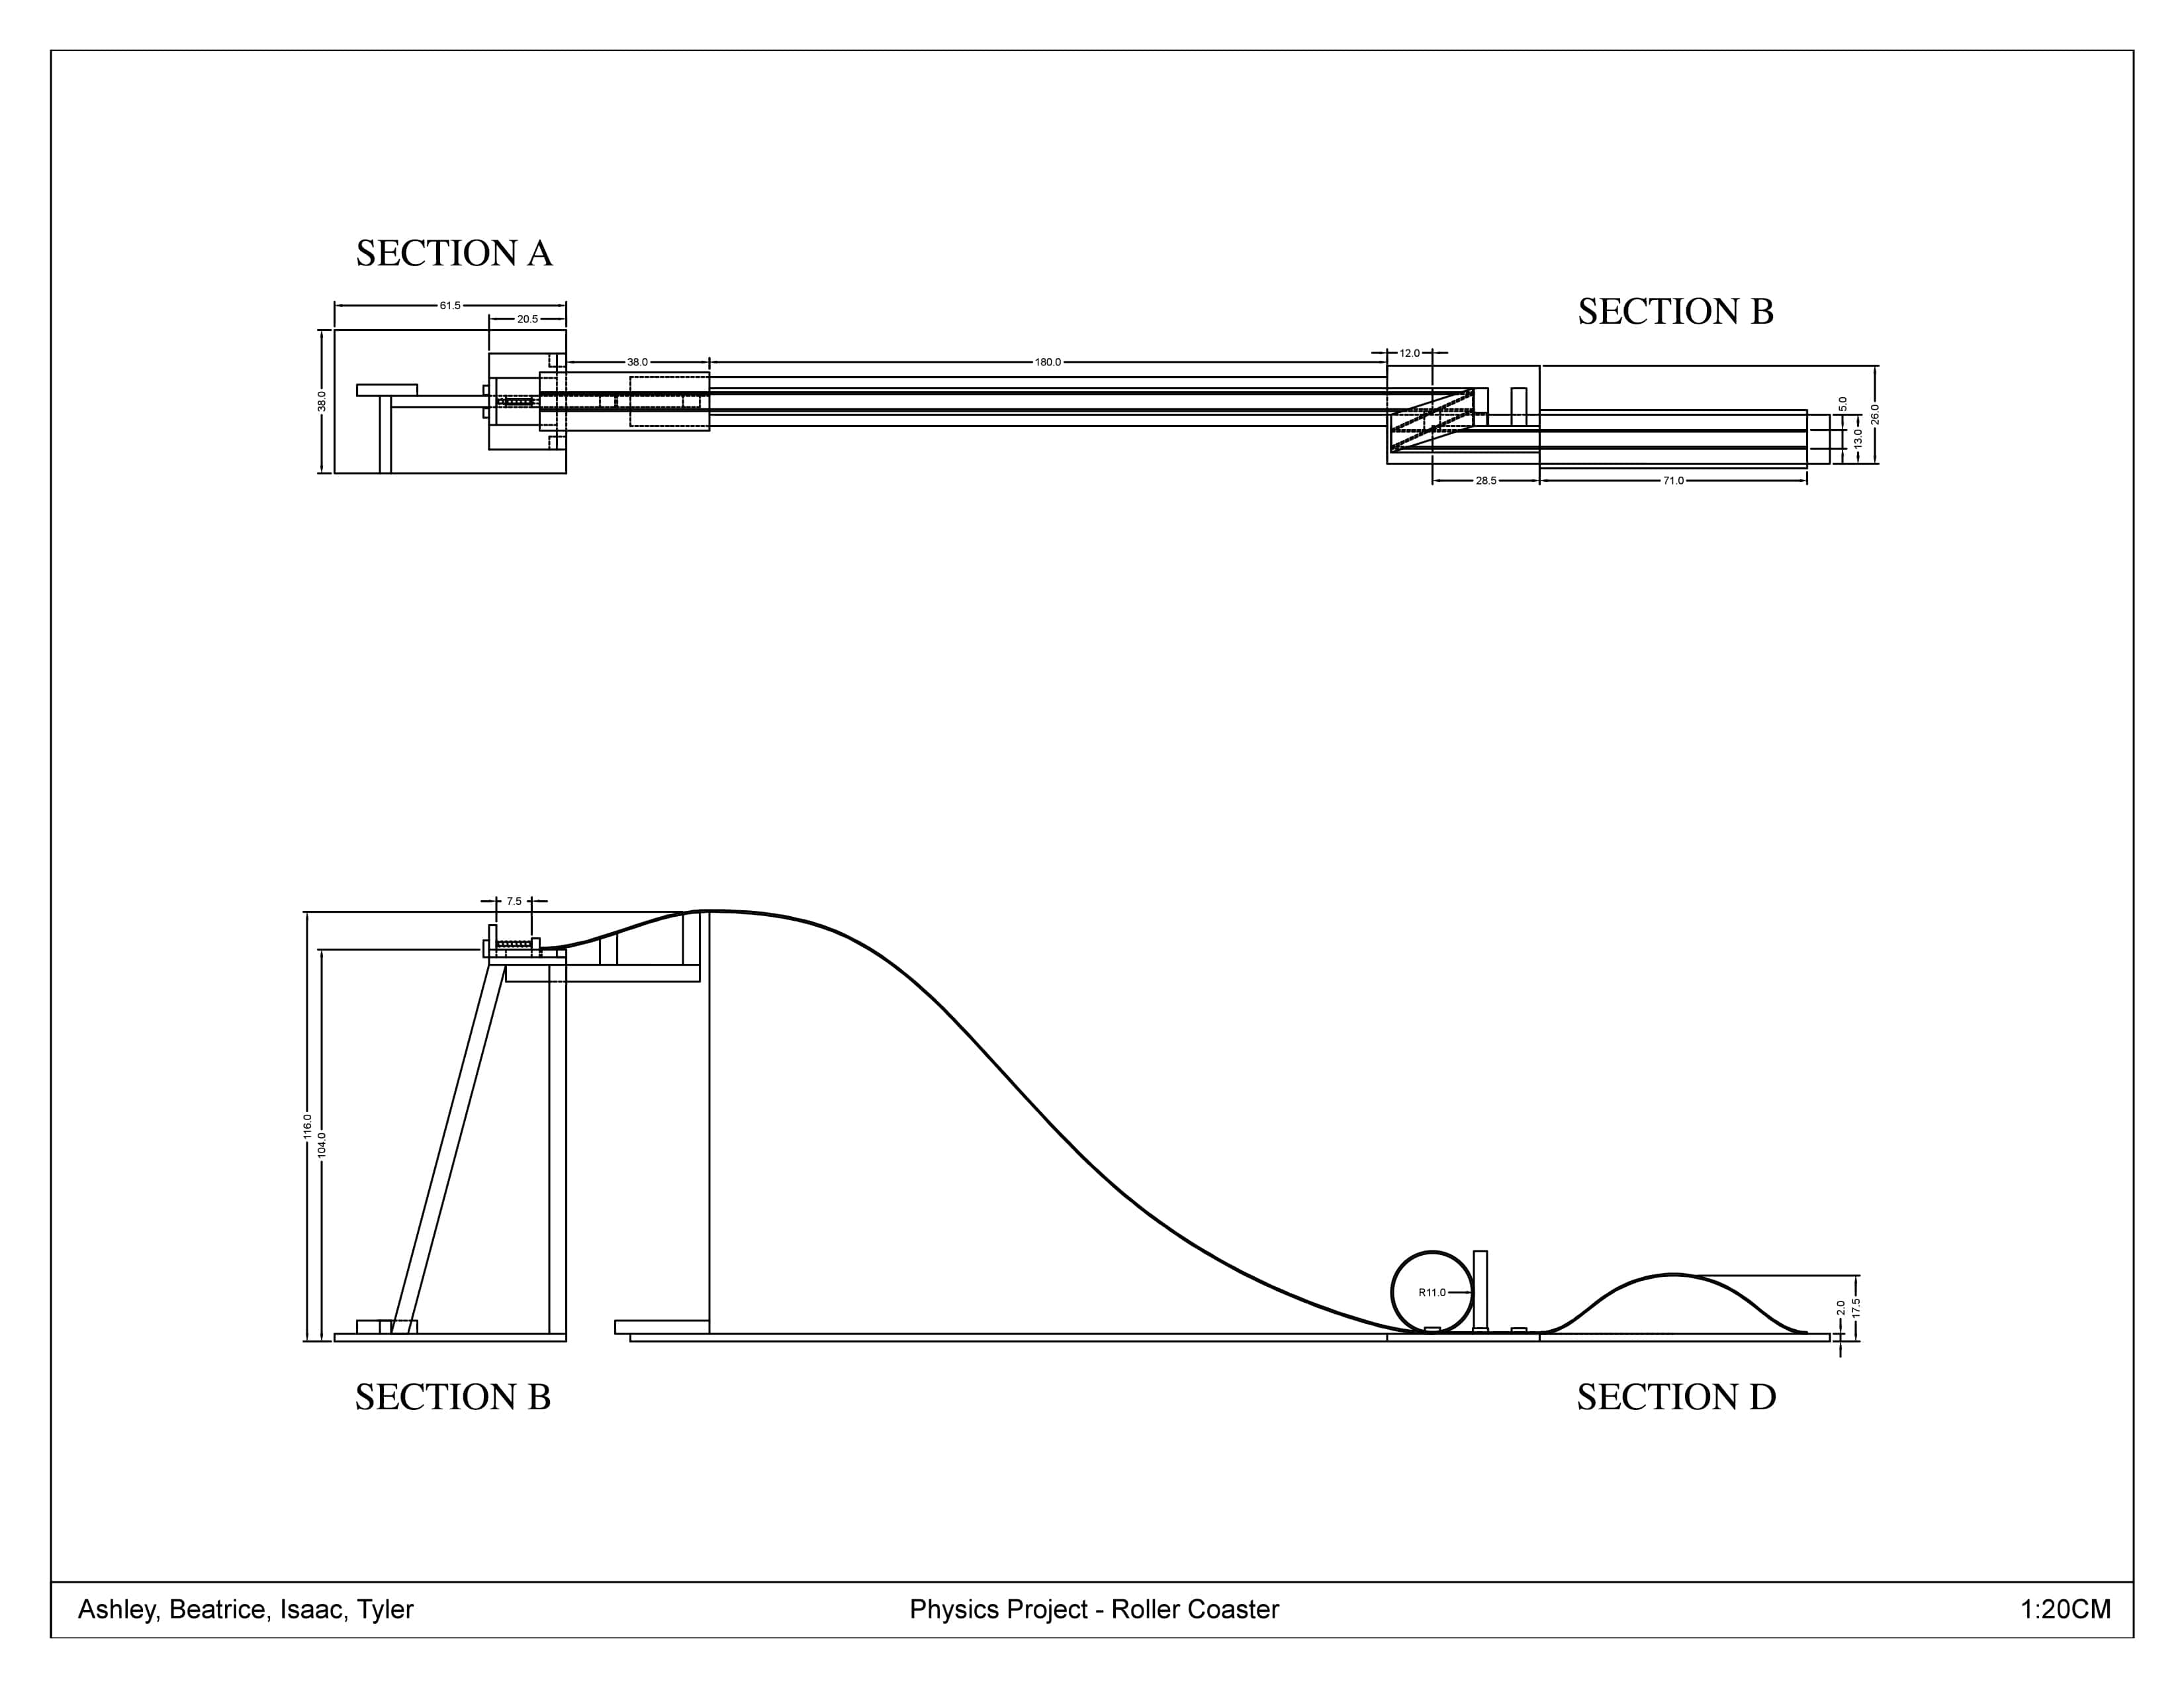 SECTION A
SECTION B
61.5
20.5
38.0
38.0
180.0
12.0
28.5
71.0
5.0
13.0
26.0
7.5
116.0
104.0
R11.0
2.0
17.5
SECTION B
SECTION D
Ashley, Beatrice, Isaac, Tyler
Physics Project - Roller Coaster
1:20CM